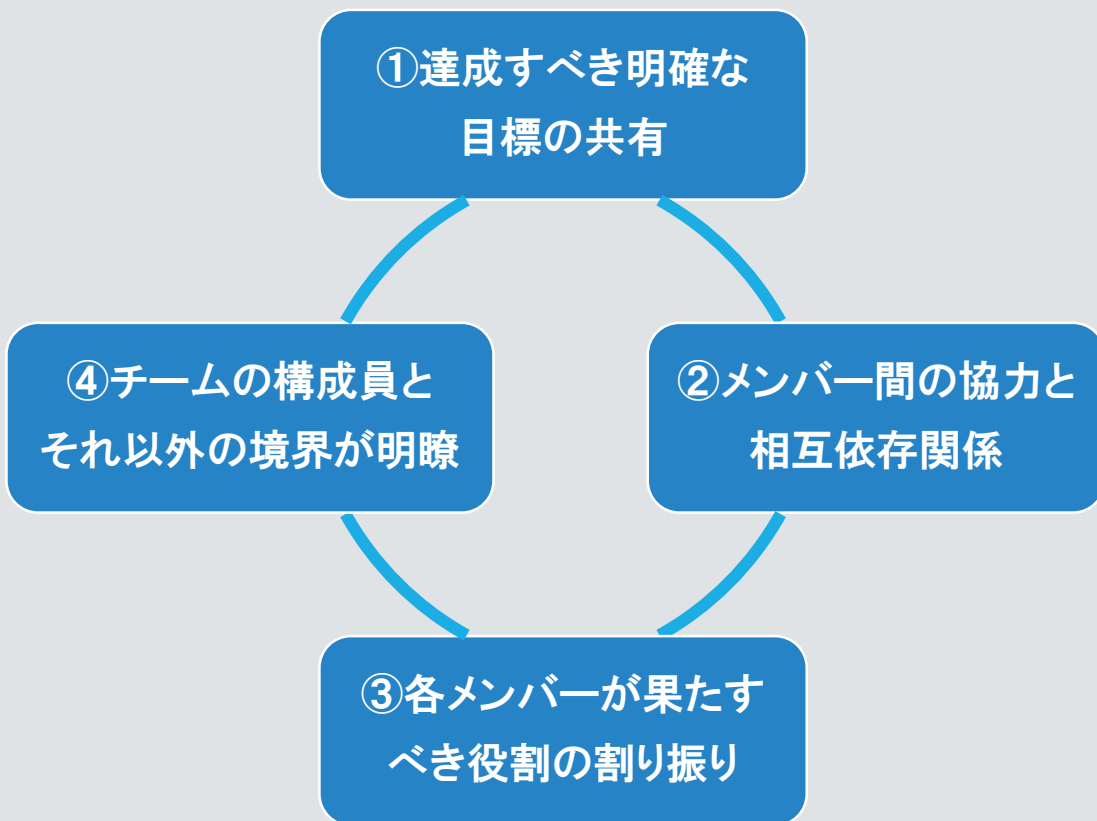 ①達成すべき明確な
目標の共有
④チームの構成員と
それ以外の境界が明瞭
②メンバー間の協力と
相互依存関係
③各メンバーが果たす
べき役割の割り振り